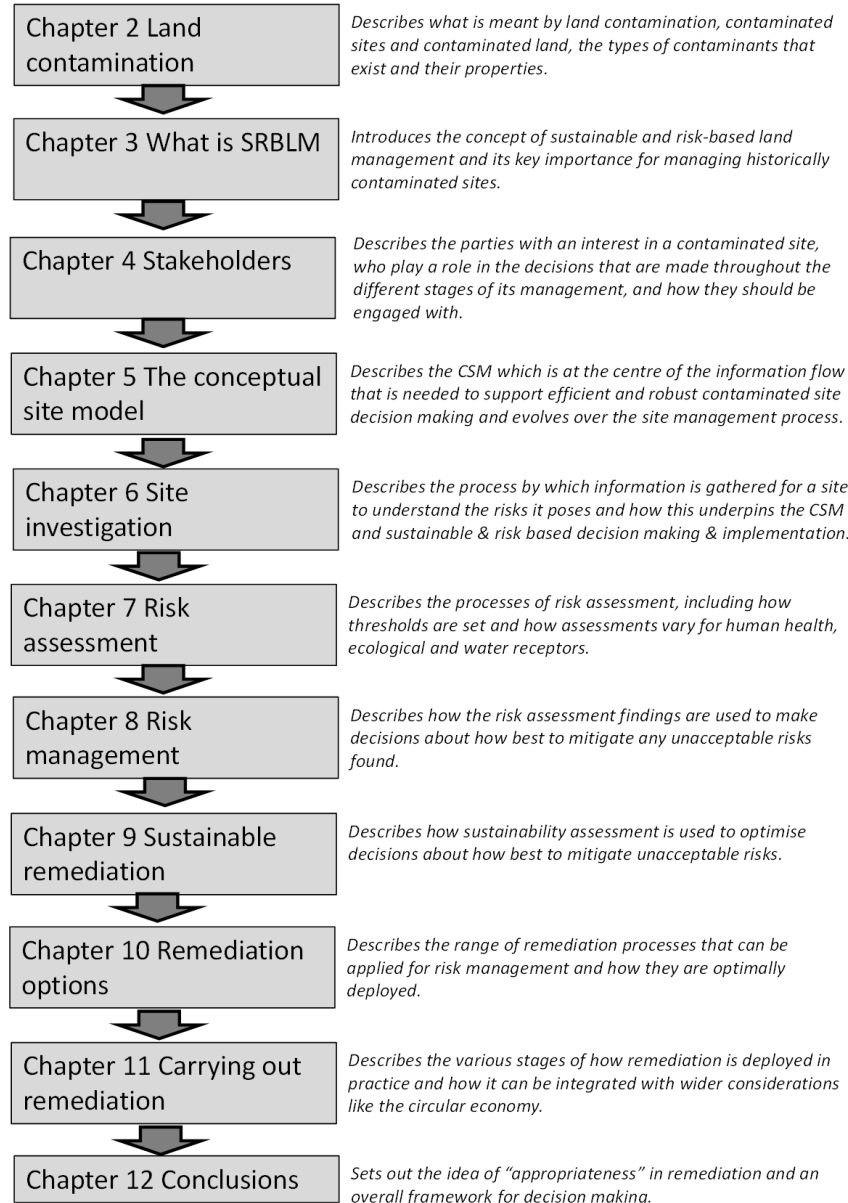 Chapter 2 Land
contamination
Describes what is meant by land contamination, contaminated
sites and contaminated land, the types of contaminants that
exist and their properties.
Chapter 3 What is SRBLM
Introduces the concept of sustainable and risk-based land
management and its key importance for managing historically
contaminated sites.
Chapter 4 Stakeholders
Describes the parties with an interest in a contaminated site,
who play a role in the decisions that are made throughout the
different stages of its management, and how they should be
engaged with.
Chapter 5 The conceptual
site model
Describes the CSM which is at the centre of the information flow
that is needed to support efficient and robust contaminated site
decision making and evolves over the site management process.
Chapter 6 Site
investigation
Describes the process by which information is gathered for a site
to understand the risks it poses and how this underpins the CSM
and sustainable & risk based decision making & implementation.
Chapter 7 Risk
assessment
Describes the processes of risk assessment, including how
thresholds are set and how assessments vary for human health,
ecological and water receptors.
Chapter 8 Risk
management
Describes how the risk assessment findings are used to make
decisions about how best to mitigate any unacceptable risks
found.
Chapter 9 Sustainable
remediation
Describes how sustainability assessment is used to optimise
decisions about how best to mitigate unacceptable risks.
Chapter 10 Remediation
options
Describes the range of remediation processes that can be
applied for risk management and how they are optimally
deployed.
Chapter 11 Carrying out
remediation
Describes the various stages of how remediation is deployed in
practice and how it can be integrated with wider considerations
like the circular economy.
Chapter 12 Conclusions
Sets out the idea of “appropriateness” in remediation and an
overall framework for decision making.